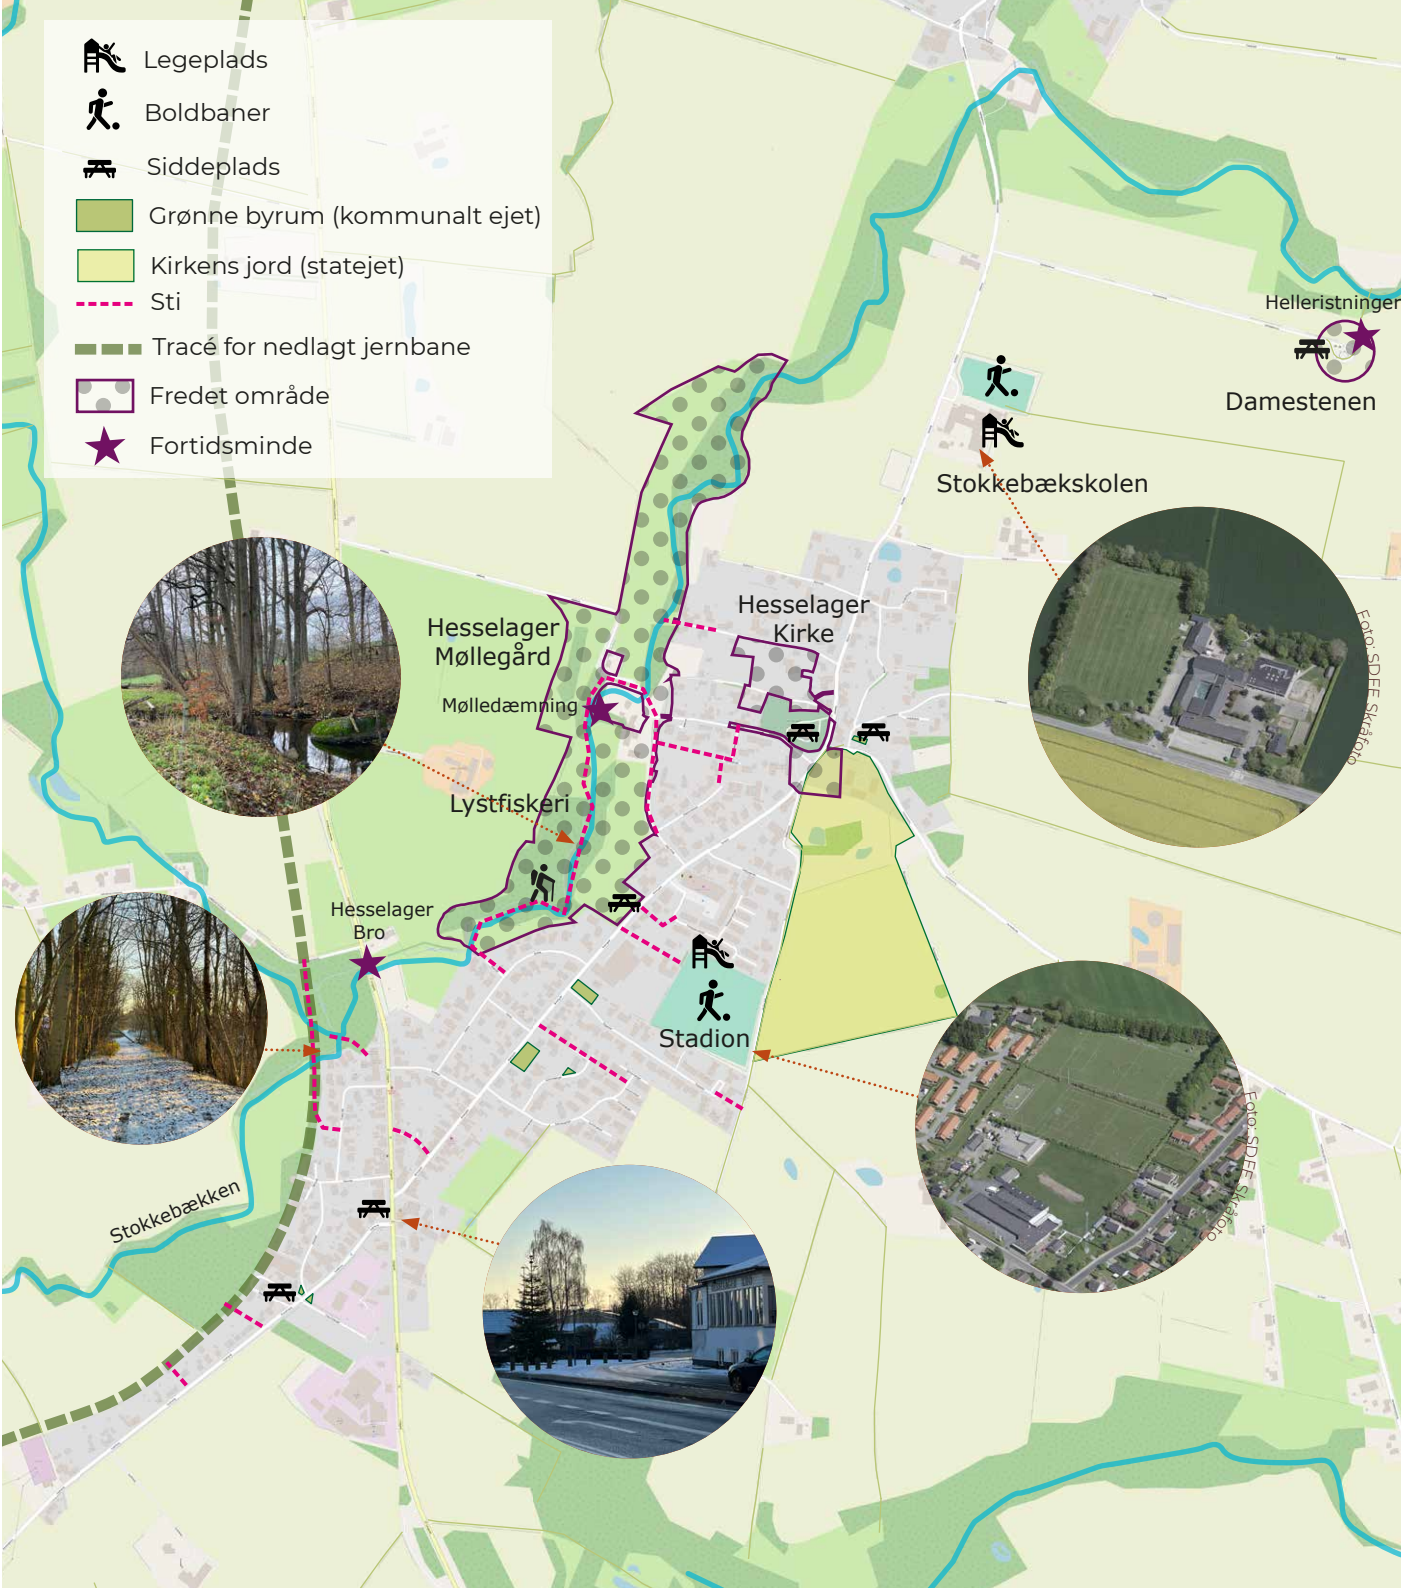 Legeplads
Boldbaner
Siddeplads
Grønne byrum (kommunalt ejet)
Kirkens jord (statejet)
Sti
Tracé for nedlagt jernbane
Fredet område
Fortidsminde
Helleristninger
Damestenen
Stokkebækskolen
Hesselager
Kirke
Hesselager
Møllegård
Mølledæmning
Lystfiskeri
Hesselager
Bro
Stadion
Stokkebækken
Foto: SDFE Skråfoto
Foto: SDFE Skråfoto